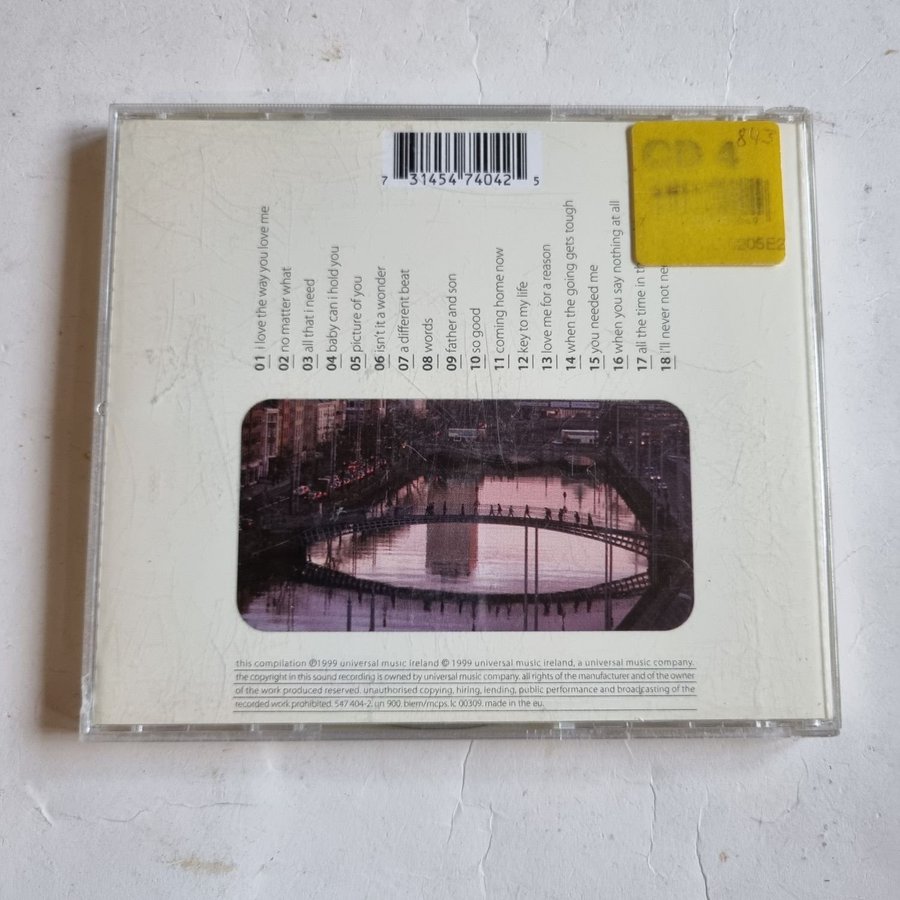 7 31454 74042 5
843
CD 4
205E2
01 i love the way you love me
02 no matter what
03 all that i need
04 baby can i hold you
05 picture of you
06 isn't it a wonder
07 a different beat
08 words
09 father and son
10 so good
11 coming home now
12 key to my life
13 love me for a reason
14 when the going gets tough
15 you needed me
16 when you say nothing at all
17 all the time in
18 i'll never not
this compilation ℗1999 universal music ireland © 1999 universal music ireland, a universal music company.
the copyright in this sound recording is owned by universal music company. all rights of the manufacturer and of the owner
of the work produced reserved. unauthorised copying, hiring, lending, public performance and broadcasting of the
recorded work prohibited. 547 404-2. un 900. biem/mcps. lc 00309. made in the eu.